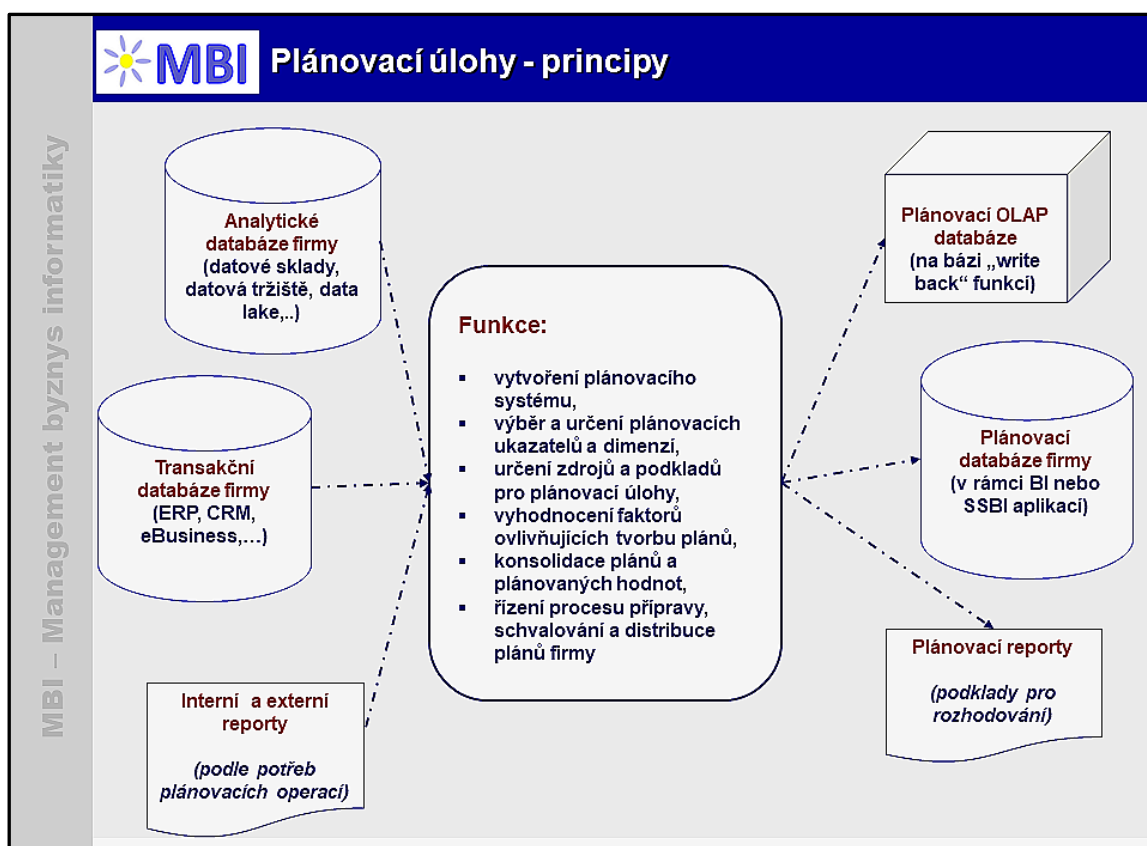 MBI – Management byznys informatiky
MBI
Plánovací úlohy - principy
Analytické
databáze firmy
(datové sklady,
datová tržiště, data
lake,..)
Transakční
databáze firmy
(ERP, CRM,
eBusiness,...)
Interní a externí
reporty
(podle potřeb
plánovacích operací)
Funkce:
▪ vytvoření plánovacího
systému,
▪ výběr a určení plánovacích
ukazatelů a dimenzí,
▪ určení zdrojů a podkladů
pro plánovací úlohy,
▪ vyhodnocení faktorů
ovlivňujících tvorbu plánů,
▪ konsolidace plánů a
plánovaných hodnot,
▪ řízení procesu přípravy,
schvalování a distribuce
plánů firmy
Plánovací OLAP
databáze
(na bázi „write
back“ funkcí)
Plánovací
databáze firmy
(v rámci BI nebo
SSBI aplikací)
Plánovací reporty
(podklady pro
rozhodování)